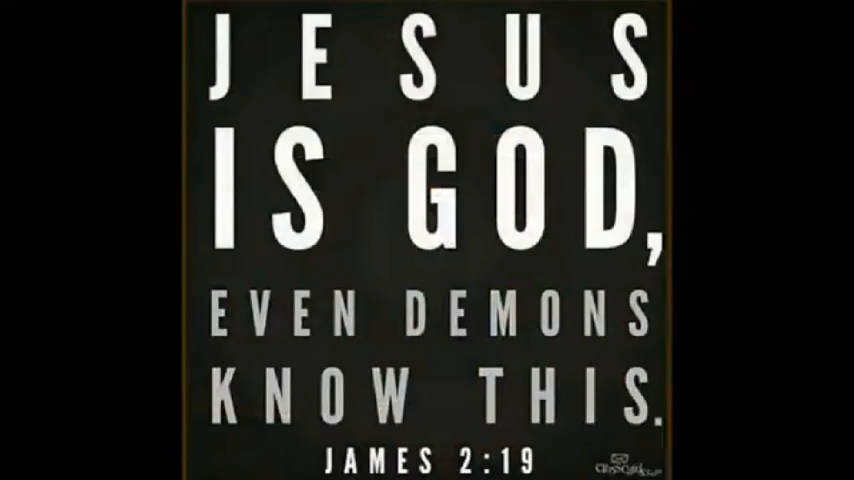 JESUS
IS GOD,
EVEN DEMONS
KNOW THIS.
JAMES 2:19